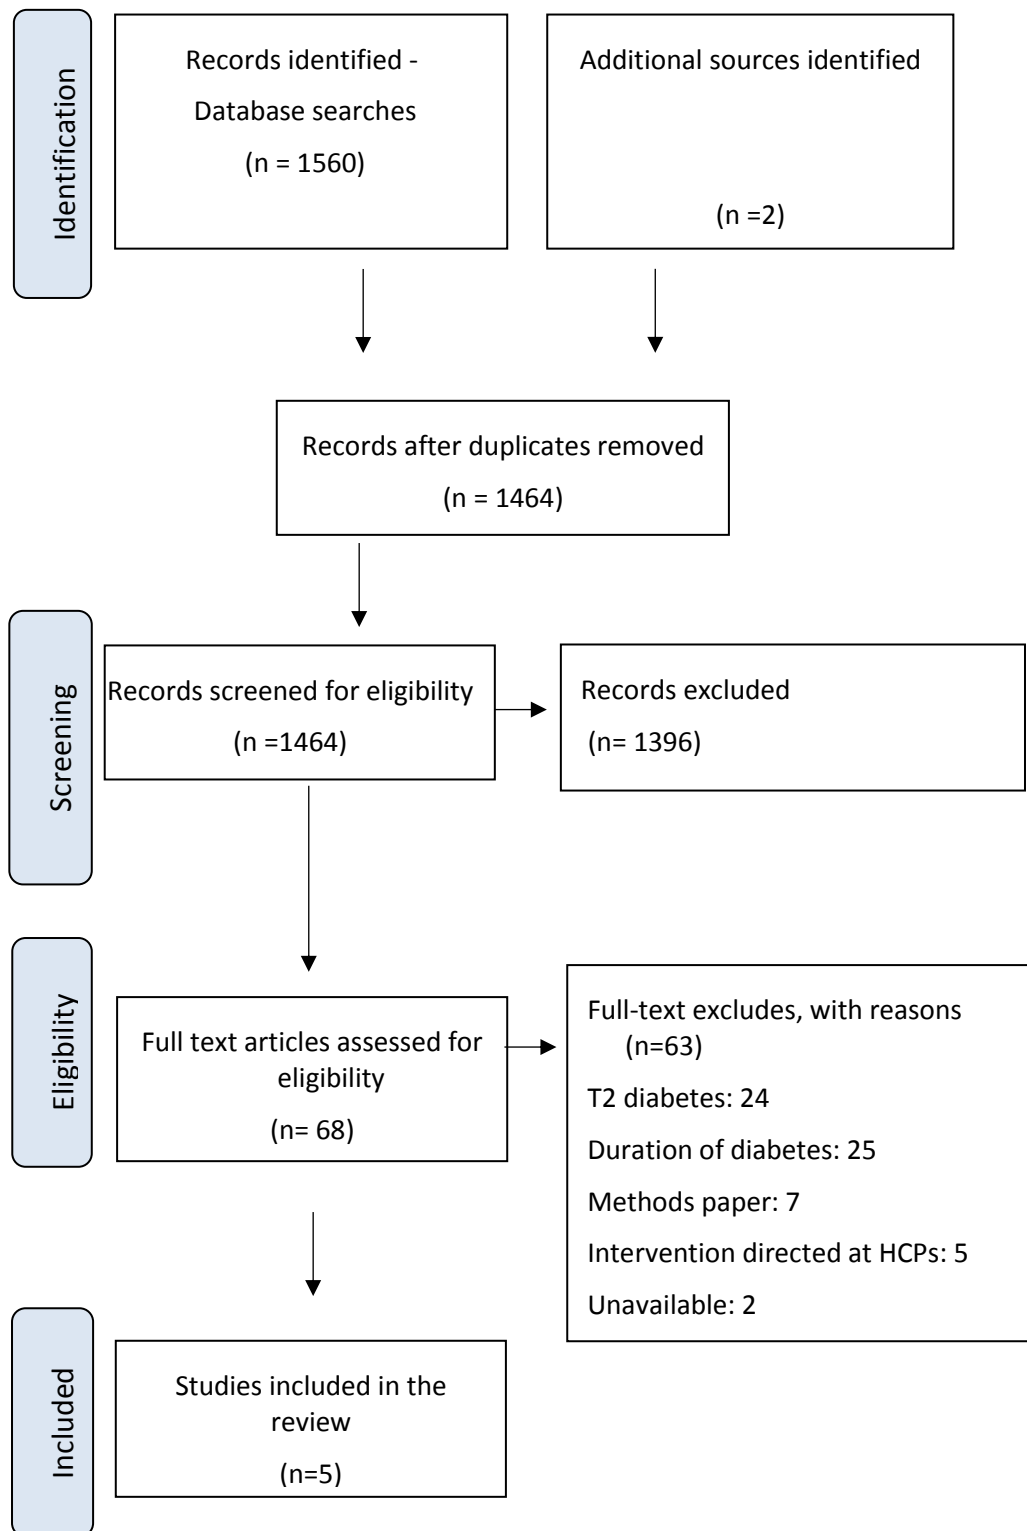 Identification
Records identified -
Database searches
(n = 1560)
Additional sources identified
(n =2)
Records after duplicates removed
(n = 1464)
Screening
Records screened for eligibility
(n =1464)
Records excluded
(n= 1396)
Eligibility
Full text articles assessed for
eligibility
(n= 68)
Full-text excludes, with reasons
(n=63)
T2 diabetes: 24
Duration of diabetes: 25
Methods paper: 7
Intervention directed at HCPs: 5
Unavailable: 2
Included
Studies included in the
review
(n=5)